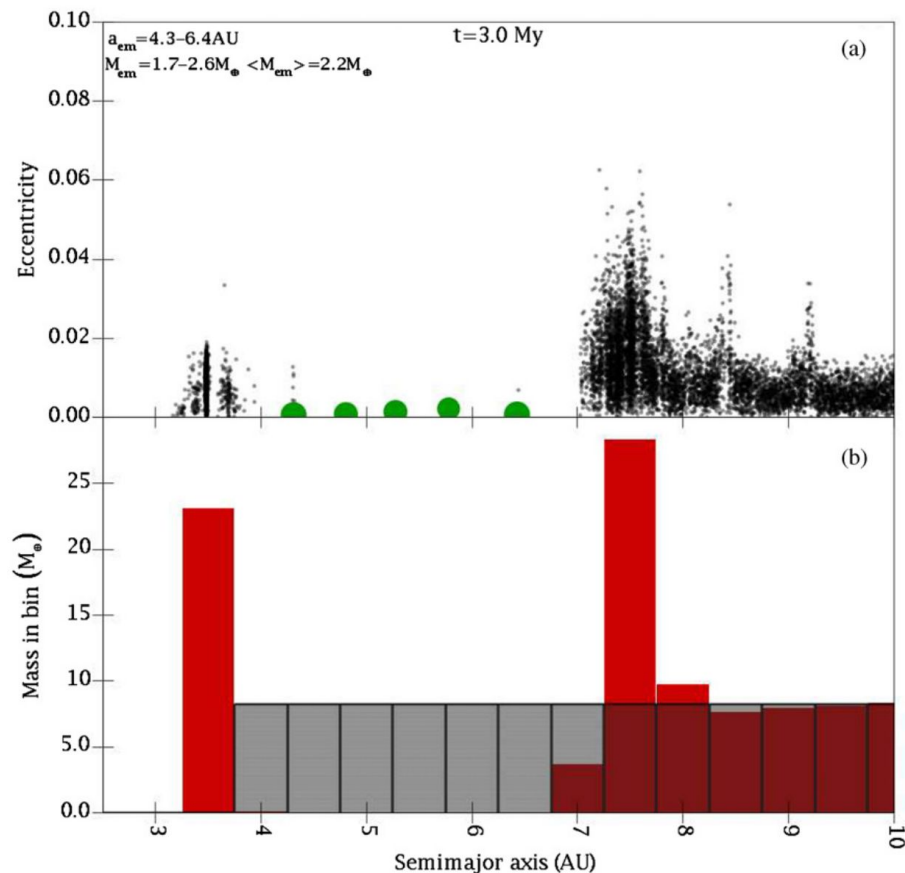 0.10
a_em=4.3–6.4AU
t=3.0 My
(a)
M_em=1.7–2.6M_⊕ <M_em>=2.2M_⊕
0.08
0.06
0.04
0.02
0.00
Eccentricity
(b)
25
20
15
10
5.0
0.0
Mass in bin (M_⊕)
3 4 5 6 7 8 9 10
Semimajor axis (AU)